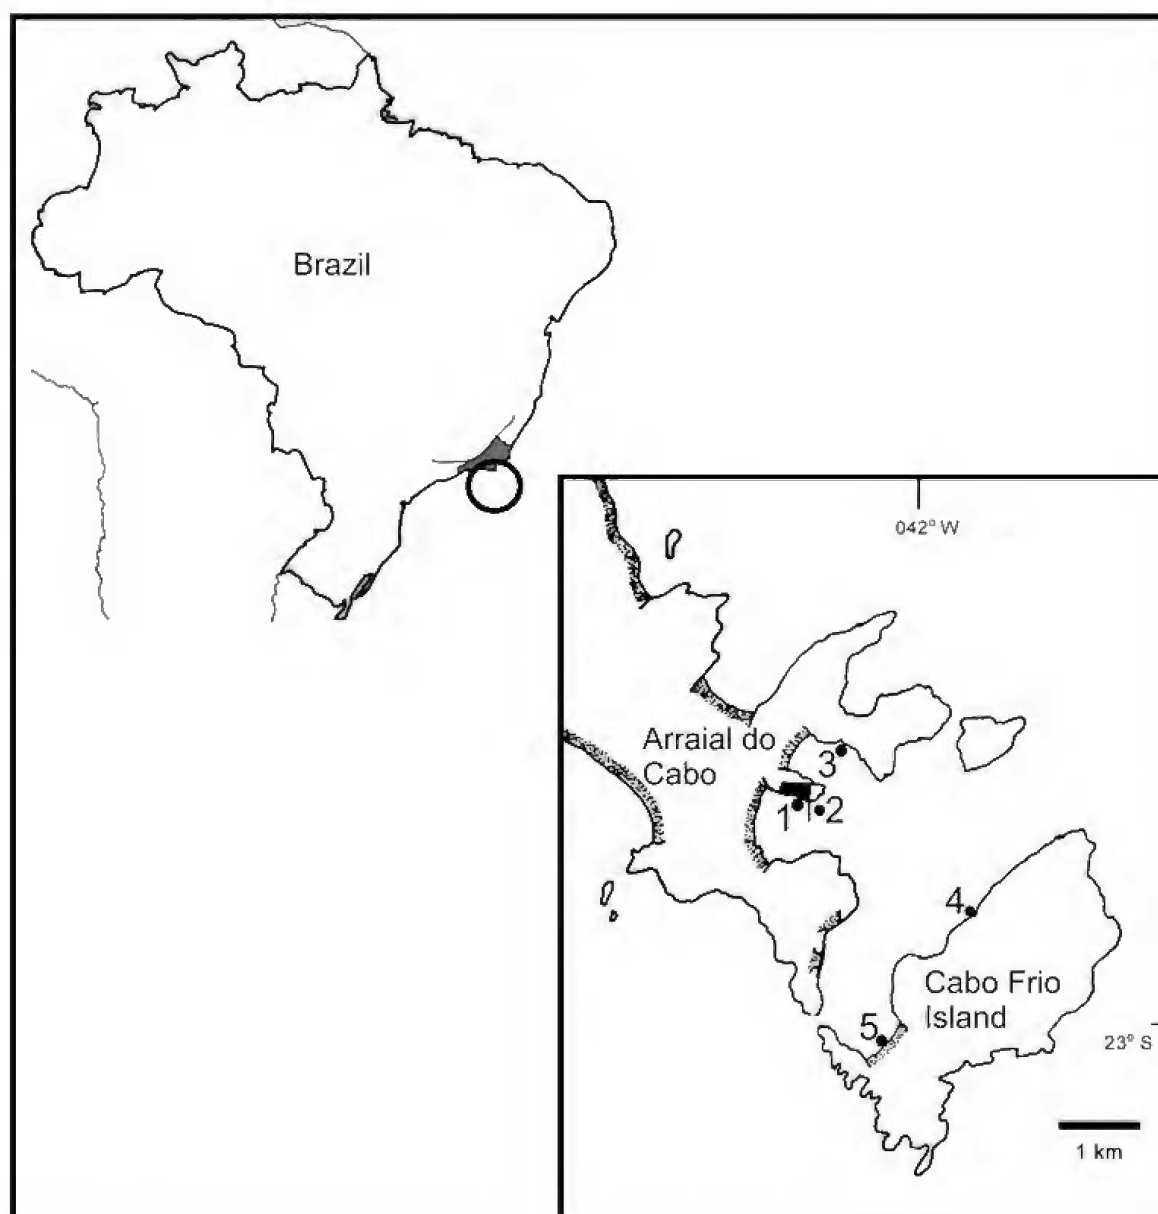 Brazil
042° W
Arraial do
Cabo
3
1
2
4
Cabo Frio
Island
5
23° S
1 km